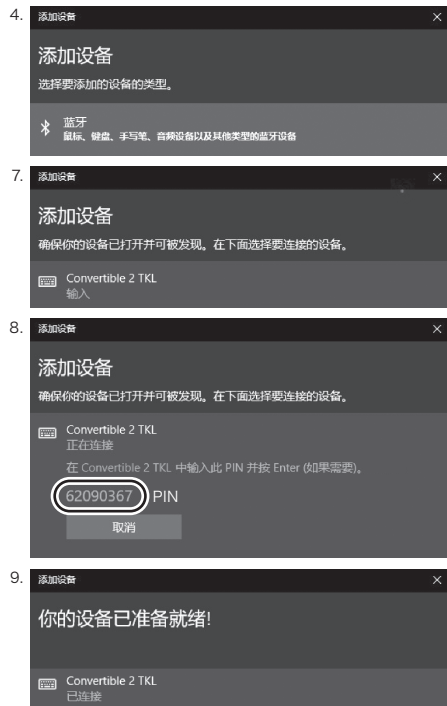 4. 添加设备
添加设备
选择要添加的设备的类型。
蓝牙
鼠标、键盘、手写笔、音频设备以及其他类型的蓝牙设备
7. 添加设备
添加设备
确保你的设备已打开并可被发现。在下面选择要连接的设备。
Convertible 2 TKL
输入
8. 添加设备
添加设备
确保你的设备已打开并可被发现。在下面选择要连接的设备。
Convertible 2 TKL
正在连接
在 Convertible 2 TKL 中输入此 PIN 并按 Enter (如果需要)。
62090367 PIN
取消
9. 添加设备
你的设备已准备就绪!
Convertible 2 TKL
已连接